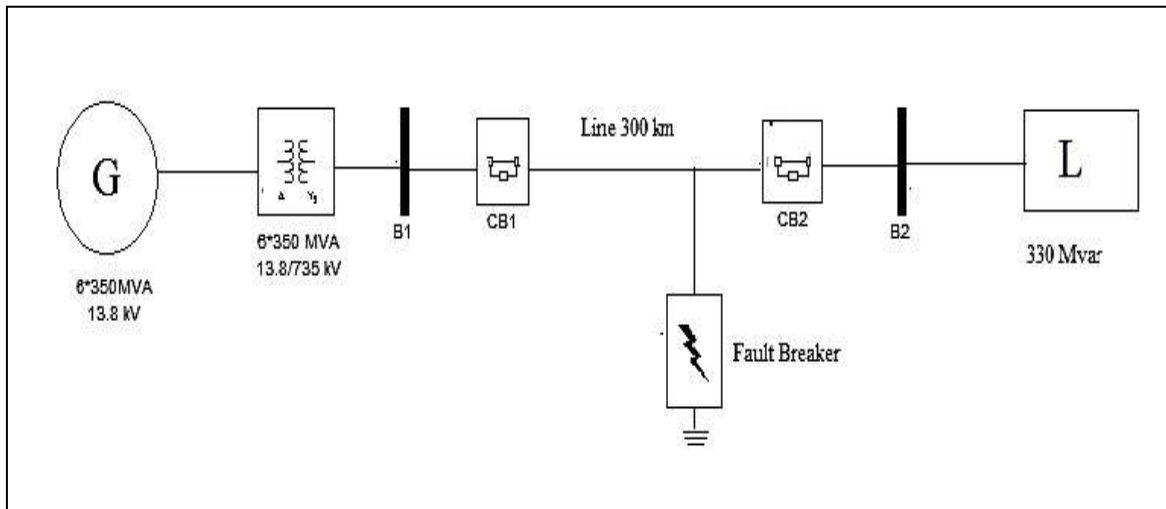 G
6*350MVA
13.8 kV
Δ Yg
6*350 MVA
13.8/735 kV
B1
CB1
Line 300 km
CB2
B2
L
330 Mvar
Fault Breaker